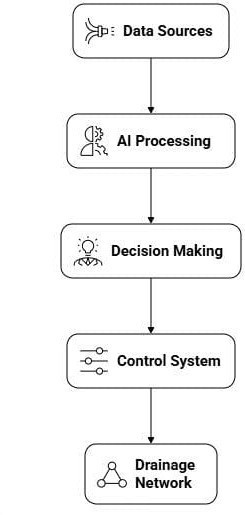 Data Sources
AI Processing
Decision Making
Control System
Drainage
Network